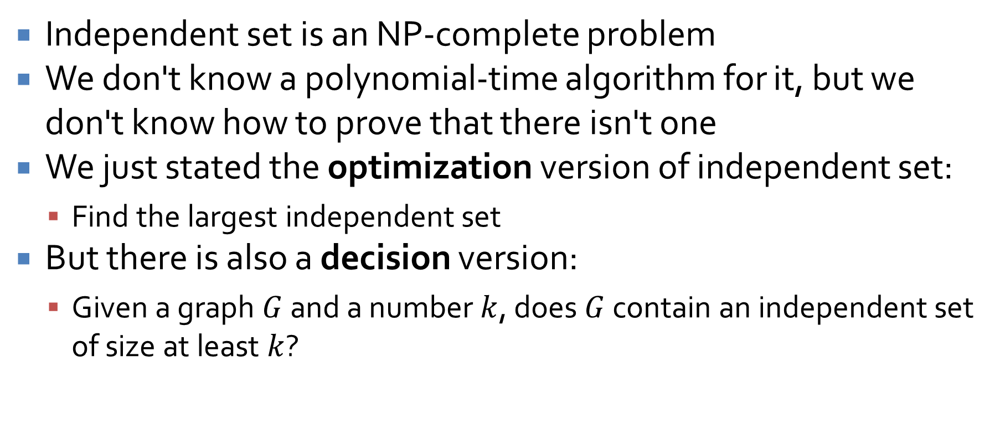 Independent set is an NP-complete problem
We don't know a polynomial-time algorithm for it, but we
don't know how to prove that there isn't one
We just stated the optimization version of independent set:
Find the largest independent set
But there is also a decision version:
Given a graph G and a number k, does G contain an independent set
of size at least k?